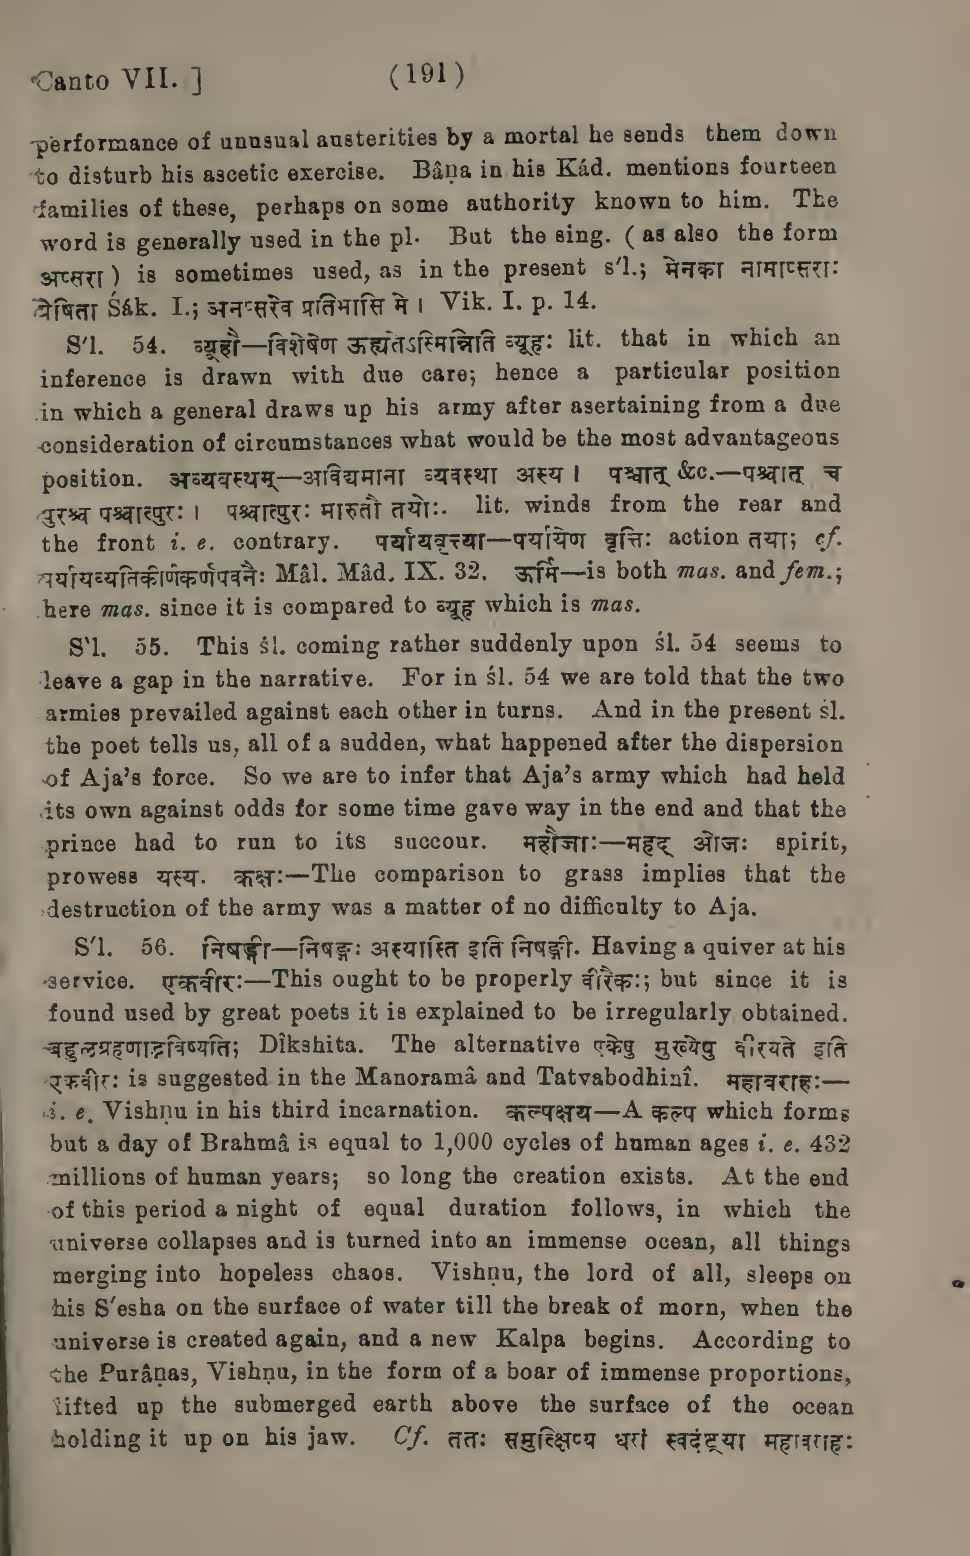 Canto VII. ] (191)
performance of unusual austerities by a mortal he sends them down
to disturb his ascetic exercise. Bâṇa in his Kád. mentions fourteen
families of these, perhaps on some authority known to him. The
word is generally used in the pl. But the sing. ( as also the form
अप्सरा ) is sometimes used, as in the present s'l.; मेनका नामाप्सराः
प्रेषिता Śâk. I.; अनप्सरेव प्रतिभासि मे । Vik. I. p. 14.
S'l. 54. व्यूहौ—विशेषेण ऊह्यतेऽस्मिन्निति व्यूहः lit. that in which an
inference is drawn with due care; hence a particular position
in which a general draws up his army after asertaining from a due
consideration of circumstances what would be the most advantageous
position. अव्यवस्थम्—अविद्यमाना व्यवस्था अस्य । पश्चात् &c.—पश्चात् च
पुरश्च पश्चात्पुरः । पश्चात्पुरः मारुतौ तयोः. lit. winds from the rear and
the front i. e. contrary. पर्यायवृत्त्या—पर्यायेण वृत्तिः action तया; cf.
पर्यायव्यतिकीर्णकर्णपवनैः Mâl. Mâd. IX. 32. ऊर्मि—is both mas. and fem.;
here mas. since it is compared to व्यूह which is mas.
S'l. 55. This śl. coming rather suddenly upon śl. 54 seems to
leave a gap in the narrative. For in śl. 54 we are told that the two
armies prevailed against each other in turns. And in the present śl.
the poet tells us, all of a sudden, what happened after the dispersion
of Aja's force. So we are to infer that Aja's army which had held
its own against odds for some time gave way in the end and that the
prince had to run to its succour. महौजाः—महद् ओजः spirit,
prowess यस्य. कक्षः—The comparison to grass implies that the
destruction of the army was a matter of no difficulty to Aja.
S'l. 56. निषङ्गी—निषङ्गः अस्यास्ति इति निषङ्गी. Having a quiver at his
service. एकवीरः—This ought to be properly वीरैकः; but since it is
found used by great poets it is explained to be irregularly obtained.
बहुलग्रहणाद्भविष्यति; Dîkshita. The alternative एकेषु मुख्येषु वीरयते इति
एकवीरः is suggested in the Manoramâ and Tatvabodhinî. महावराहः—
i. e. Vishṇu in his third incarnation. कल्पक्षय—A कल्प which forms
but a day of Brahmâ is equal to 1,000 cycles of human ages i. e. 432
millions of human years; so long the creation exists. At the end
of this period a night of equal duration follows, in which the
universe collapses and is turned into an immense ocean, all things
merging into hopeless chaos. Vishṇu, the lord of all, sleeps on
his S'esha on the surface of water till the break of morn, when the
universe is created again, and a new Kalpa begins. According to
the Purâṇas, Vishṇu, in the form of a boar of immense proportions,
lifted up the submerged earth above the surface of the ocean
holding it up on his jaw. Cf. ततः समुत्क्षिप्य धरां स्वदंष्ट्रया महावराहः